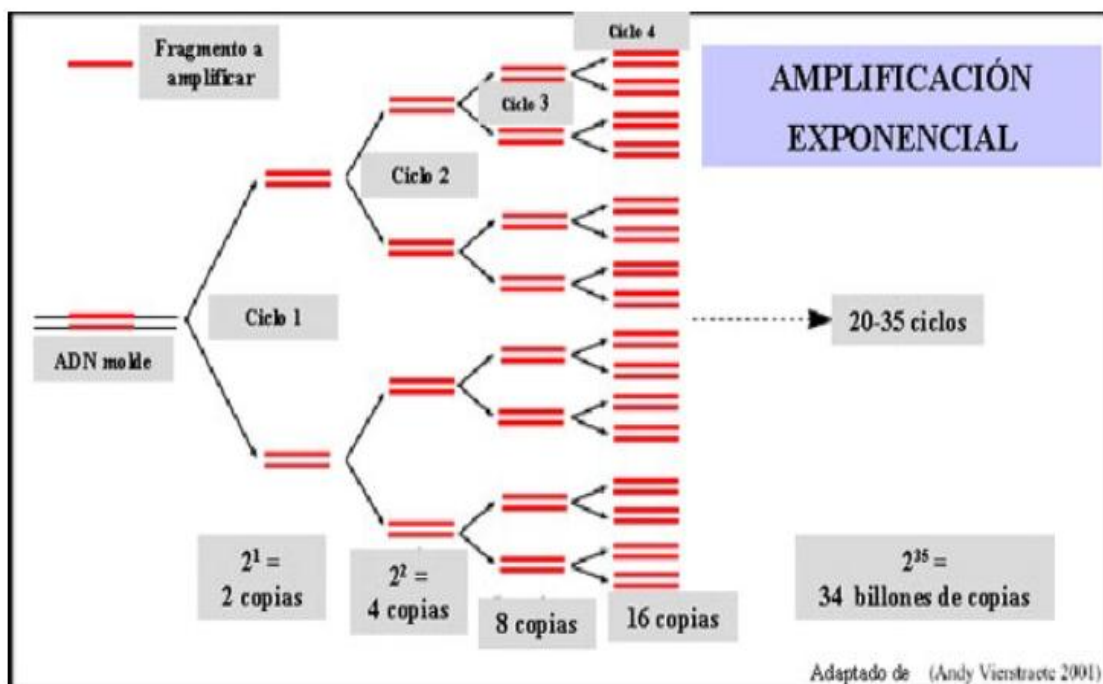 Fragmento a
amplificar
Ciclo 4
AMPLIFICACIÓN
EXPONENCIAL
Ciclo 3
Ciclo 2
Ciclo 1
ADN molde
20-35 ciclos
2¹ =
2 copias
2² =
4 copias
8 copias
16 copias
2³⁵ =
34 billones de copias
Adaptado de (Andy Vierstraete 2001)